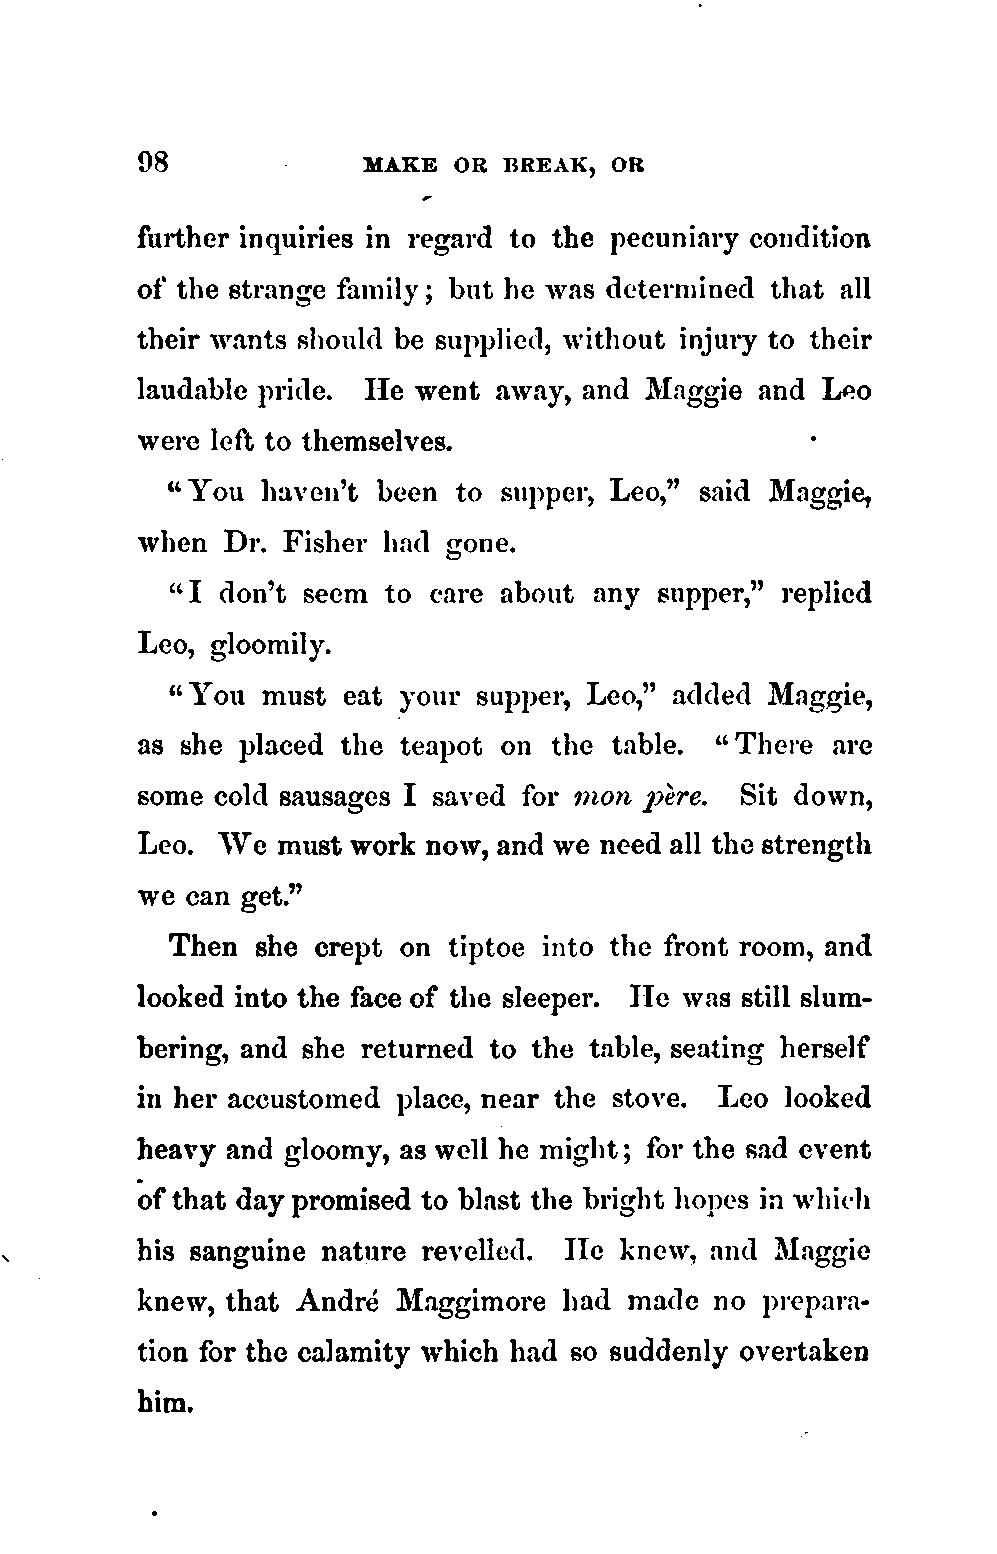 98 MAKE OR BREAK, OR
further inquiries in regard to the pecuniary condition
of the strange family; but he was determined that all
their wants should be supplied, without injury to their
laudable pride. He went away, and Maggie and Leo
were left to themselves.
“You haven’t been to supper, Leo,” said Maggie,
when Dr. Fisher had gone.
“I don’t seem to care about any supper,” replied
Leo, gloomily.
“You must eat your supper, Leo,” added Maggie,
as she placed the teapot on the table. “There are
some cold sausages I saved for mon père. Sit down,
Leo. We must work now, and we need all the strength
we can get.”
Then she crept on tiptoe into the front room, and
looked into the face of the sleeper. He was still slum-
bering, and she returned to the table, seating herself
in her accustomed place, near the stove. Leo looked
heavy and gloomy, as well he might; for the sad event
of that day promised to blast the bright hopes in which
his sanguine nature revelled. He knew, and Maggie
knew, that André Maggimore had made no prepara-
tion for the calamity which had so suddenly overtaken
him.